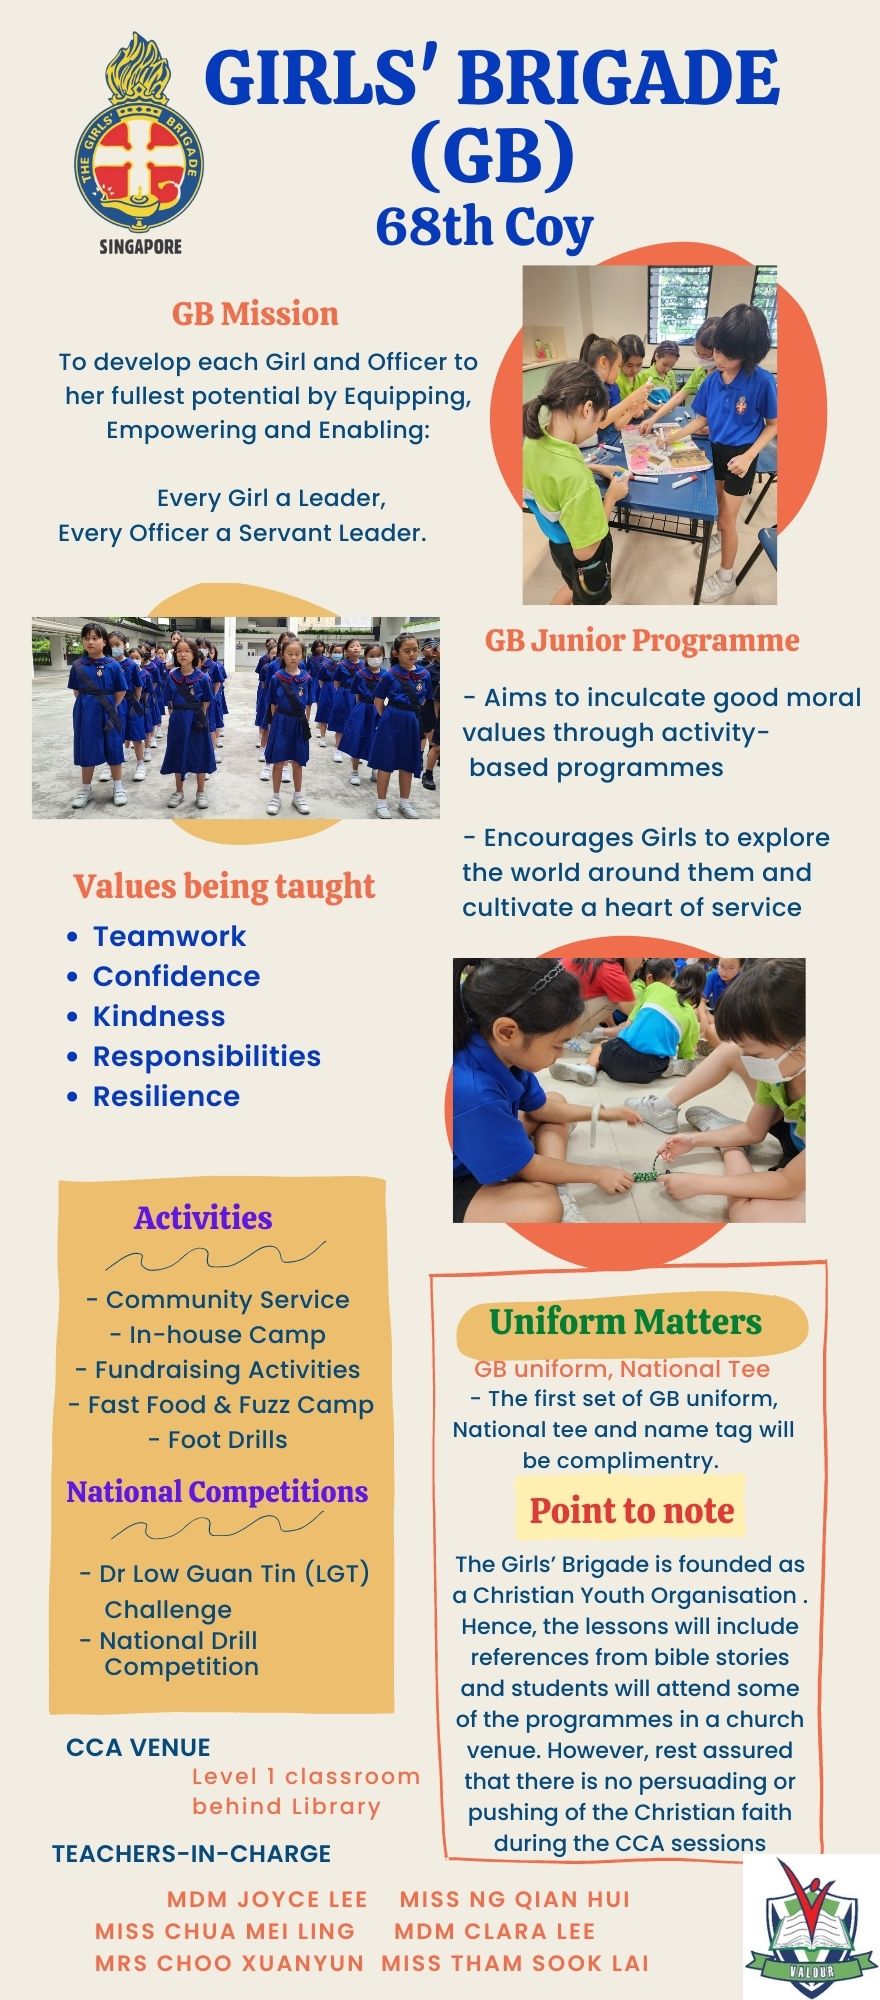 THE GIRLS' BRIGADE
SINGAPORE
GIRLS' BRIGADE
(GB)
68th Coy
GB Mission
To develop each Girl and Officer to
her fullest potential by Equipping,
Empowering and Enabling:
Every Girl a Leader,
Every Officer a Servant Leader.
GB Junior Programme
- Aims to inculcate good moral
values through activity-
based programmes
- Encourages Girls to explore
the world around them and
cultivate a heart of service
Values being taught
• Teamwork
• Confidence
• Kindness
• Responsibilities
• Resilience
Activities
- Community Service
- In-house Camp
- Fundraising Activities
- Fast Food & Fuzz Camp
- Foot Drills
National Competitions
- Dr Low Guan Tin (LGT)
Challenge
- National Drill
Competition
Uniform Matters
GB uniform, National Tee
- The first set of GB uniform,
National tee and name tag will
be complimentry.
Point to note
The Girls' Brigade is founded as
a Christian Youth Organisation .
Hence, the lessons will include
references from bible stories
and students will attend some
of the programmes in a church
venue. However, rest assured
that there is no persuading or
pushing of the Christian faith
during the CCA sessions
CCA VENUE
Level 1 classroom
behind Library
TEACHERS-IN-CHARGE
MDM JOYCE LEE MISS NG QIAN HUI
MISS CHUA MEI LING MDM CLARA LEE
MRS CHOO XUANYUN MISS THAM SOOK LAI
VALOUR